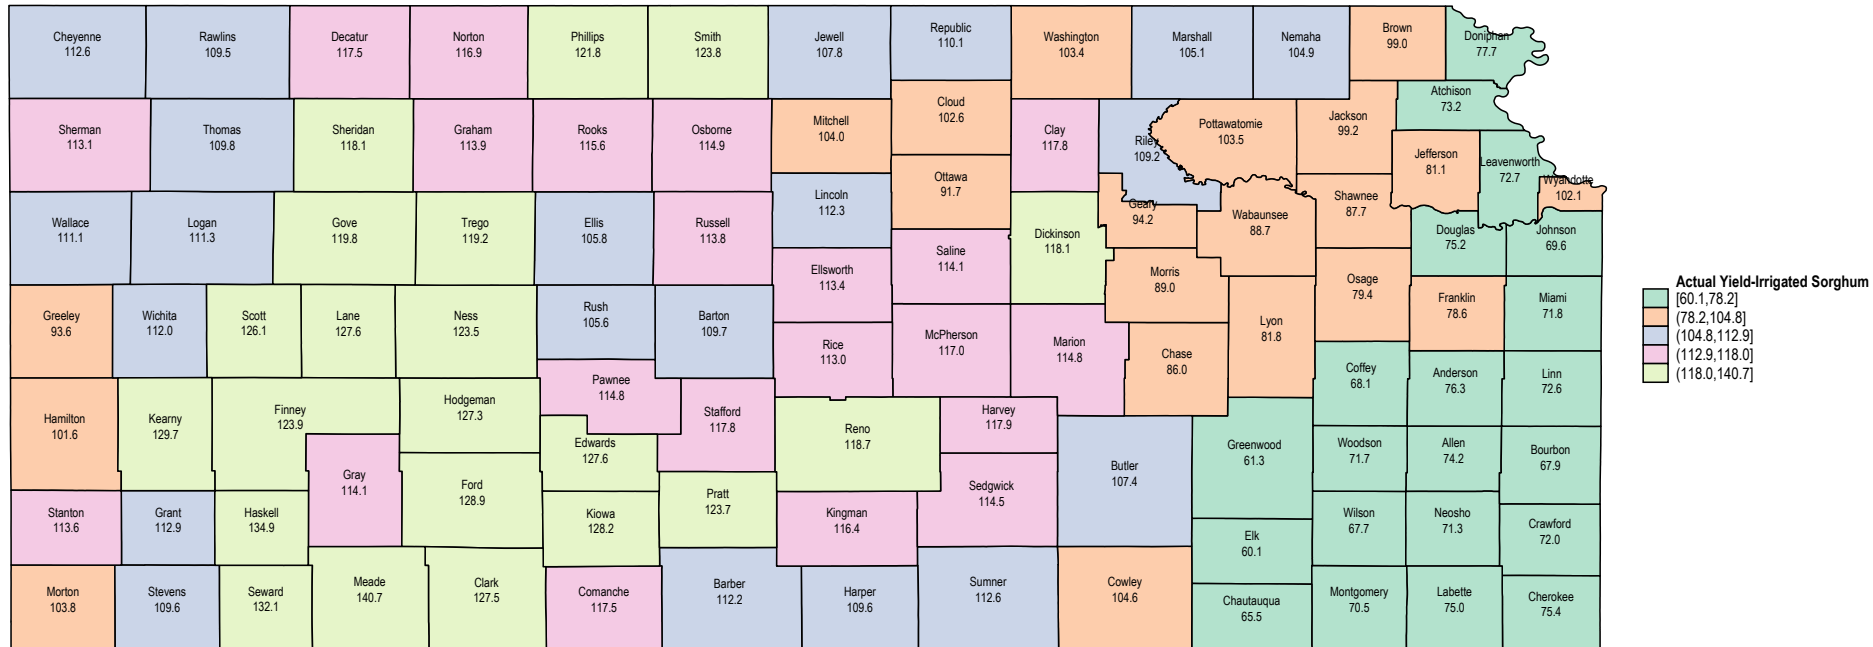 Cheyenne
112.6
Rawlins
109.5
Decatur
117.5
Norton
116.9
Phillips
121.8
Smith
123.8
Jewell
107.8
Republic
110.1
Washington
103.4
Marshall
105.1
Nemaha
104.9
Brown
99.0
Doniphan
77.7
Sherman
113.1
Thomas
109.8
Sheridan
118.1
Graham
113.9
Rooks
115.6
Osborne
114.9
Mitchell
104.0
Cloud
102.6
Clay
117.8
Riley
109.2
Pottawatomie
103.5
Jackson
99.2
Atchison
73.2
Jefferson
81.1
Leavenworth
72.7
Wyandotte
102.1
Wallace
111.1
Logan
111.3
Gove
119.8
Trego
119.2
Ellis
105.8
Russell
113.8
Lincoln
112.3
Ottawa
91.7
Saline
114.1
Dickinson
118.1
Geary
94.2
Wabaunsee
88.7
Shawnee
87.7
Douglas
75.2
Johnson
69.6
Greeley
93.6
Wichita
112.0
Scott
126.1
Lane
127.6
Ness
123.5
Rush
105.6
Barton
109.7
Ellsworth
113.4
Rice
113.0
McPherson
117.0
Marion
114.8
Morris
89.0
Chase
86.0
Lyon
81.8
Osage
79.4
Franklin
78.6
Miami
71.8
Hamilton
101.6
Kearny
129.7
Finney
123.9
Hodgeman
127.3
Pawnee
114.8
Stafford
117.8
Reno
118.7
Harvey
117.9
Coffey
68.1
Anderson
76.3
Linn
72.6
Gray
114.1
Ford
128.9
Edwards
127.6
Pratt
123.7
Kiowa
128.2
Kingman
116.4
Sedgwick
114.5
Butler
107.4
Greenwood
61.3
Woodson
71.7
Allen
74.2
Bourbon
67.9
Stanton
113.6
Grant
112.9
Haskell
134.9
Elk
60.1
Wilson
67.7
Neosho
71.3
Crawford
72.0
Morton
103.8
Stevens
109.6
Seward
132.1
Meade
140.7
Clark
127.5
Comanche
117.5
Barber
112.2
Harper
109.6
Sumner
112.6
Cowley
104.6
Chautauqua
65.5
Montgomery
70.5
Labette
75.0
Cherokee
75.4
Actual Yield-Irrigated Sorghum
[60.1,78.2]
(78.2,104.8]
(104.8,112.9]
(112.9,118.0]
(118.0,140.7]